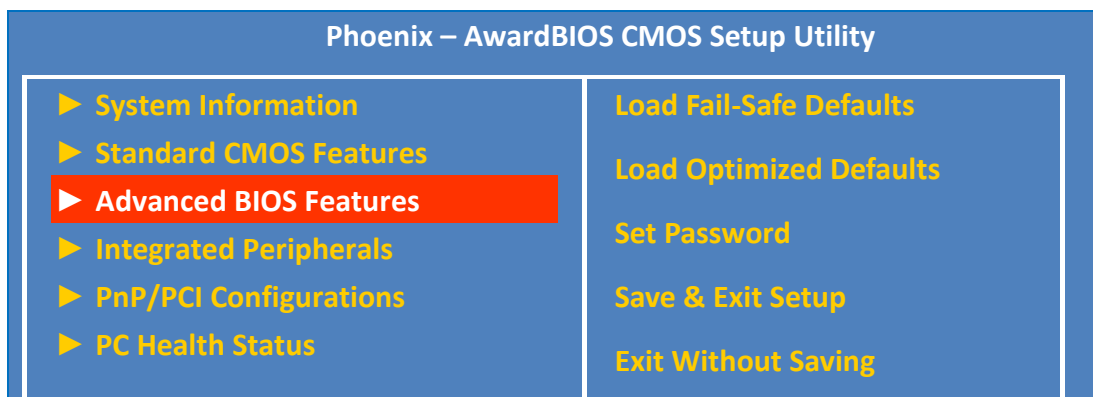 Phoenix – AwardBIOS CMOS Setup Utility
► System Information
► Standard CMOS Features
► Advanced BIOS Features
► Integrated Peripherals
► PnP/PCI Configurations
► PC Health Status
Load Fail-Safe Defaults
Load Optimized Defaults
Set Password
Save & Exit Setup
Exit Without Saving